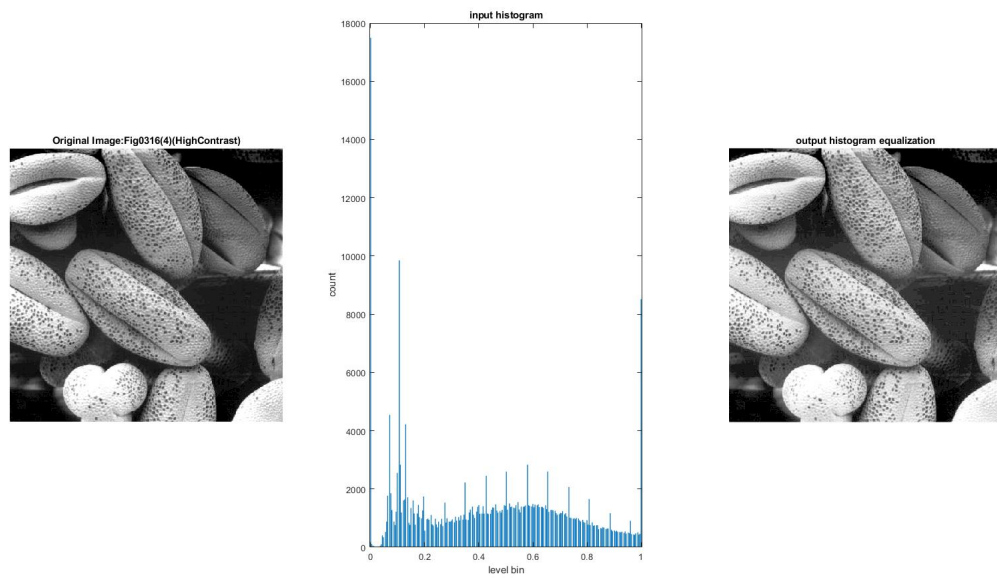 input histogram
Original Image:Fig0316(4)(HighContrast)
output histogram equalization
18000
16000
14000
12000
10000
8000
6000
4000
2000
0
count
0 0.2 0.4 0.6 0.8 1
level bin